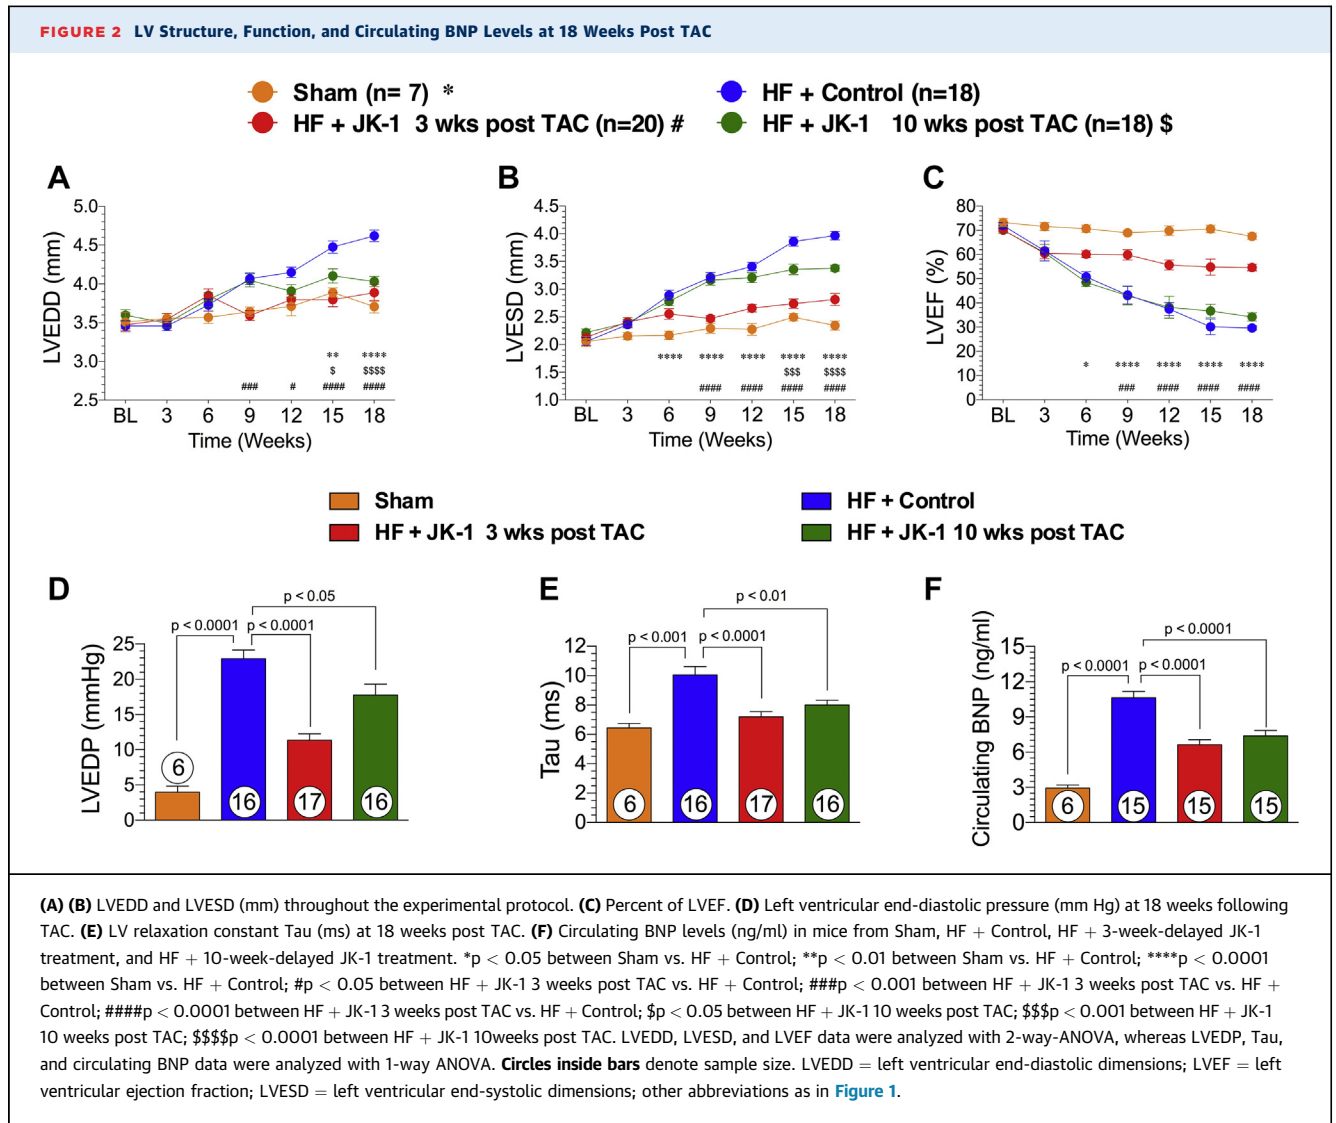 FIGURE 2 LV Structure, Function, and Circulating BNP Levels at 18 Weeks Post TAC
Sham (n= 7) *
HF + Control (n=18)
HF + JK-1 3 wks post TAC (n=20) #
HF + JK-1 10 wks post TAC (n=18) $
A
LVEDD (mm)
5.0
4.5
4.0
3.5
3.0
2.5
** ****
$ $$$$
### # #### ####
BL 3 6 9 12 15 18
Time (Weeks)
B
LVESD (mm)
4.5
4.0
3.5
3.0
2.5
2.0
1.5
1.0
**** **** **** **** ****
$$$ $$$$
#### #### #### ####
BL 3 6 9 12 15 18
Time (Weeks)
C
LVEF (%)
80
70
60
50
40
30
20
10
0
* **** **** **** ****
### #### #### ####
BL 3 6 9 12 15 18
Time (Weeks)
Sham
HF + Control
HF + JK-1 3 wks post TAC
HF + JK-1 10 wks post TAC
D
LVEDP (mmHg)
p < 0.05
p < 0.0001 p < 0.0001
25
20
15
10
5
0
6 16 17 16
E
Tau (ms)
p < 0.01
p < 0.001 p < 0.0001
12
10
8
6
4
2
0
6 16 17 16
F
Circulating BNP (ng/ml)
p < 0.0001
p < 0.0001 p < 0.0001
15
12
9
6
3
0
6 15 15 15
(A) (B) LVEDD and LVESD (mm) throughout the experimental protocol. (C) Percent of LVEF. (D) Left ventricular end-diastolic pressure (mm Hg) at 18 weeks following
TAC. (E) LV relaxation constant Tau (ms) at 18 weeks post TAC. (F) Circulating BNP levels (ng/ml) in mice from Sham, HF + Control, HF + 3-week-delayed JK-1
treatment, and HF + 10-week-delayed JK-1 treatment. *p < 0.05 between Sham vs. HF + Control; **p < 0.01 between Sham vs. HF + Control; ****p < 0.0001
between Sham vs. HF + Control; #p < 0.05 between HF + JK-1 3 weeks post TAC vs. HF + Control; ###p < 0.001 between HF + JK-1 3 weeks post TAC vs. HF +
Control; ####p < 0.0001 between HF + JK-1 3 weeks post TAC vs. HF + Control; $p < 0.05 between HF + JK-1 10 weeks post TAC; $$$p < 0.001 between HF + JK-1
10 weeks post TAC; $$$$p < 0.0001 between HF + JK-1 10weeks post TAC. LVEDD, LVESD, and LVEF data were analyzed with 2-way-ANOVA, whereas LVEDP, Tau,
and circulating BNP data were analyzed with 1-way ANOVA. Circles inside bars denote sample size. LVEDD = left ventricular end-diastolic dimensions; LVEF = left
ventricular ejection fraction; LVESD = left ventricular end-systolic dimensions; other abbreviations as in Figure 1.